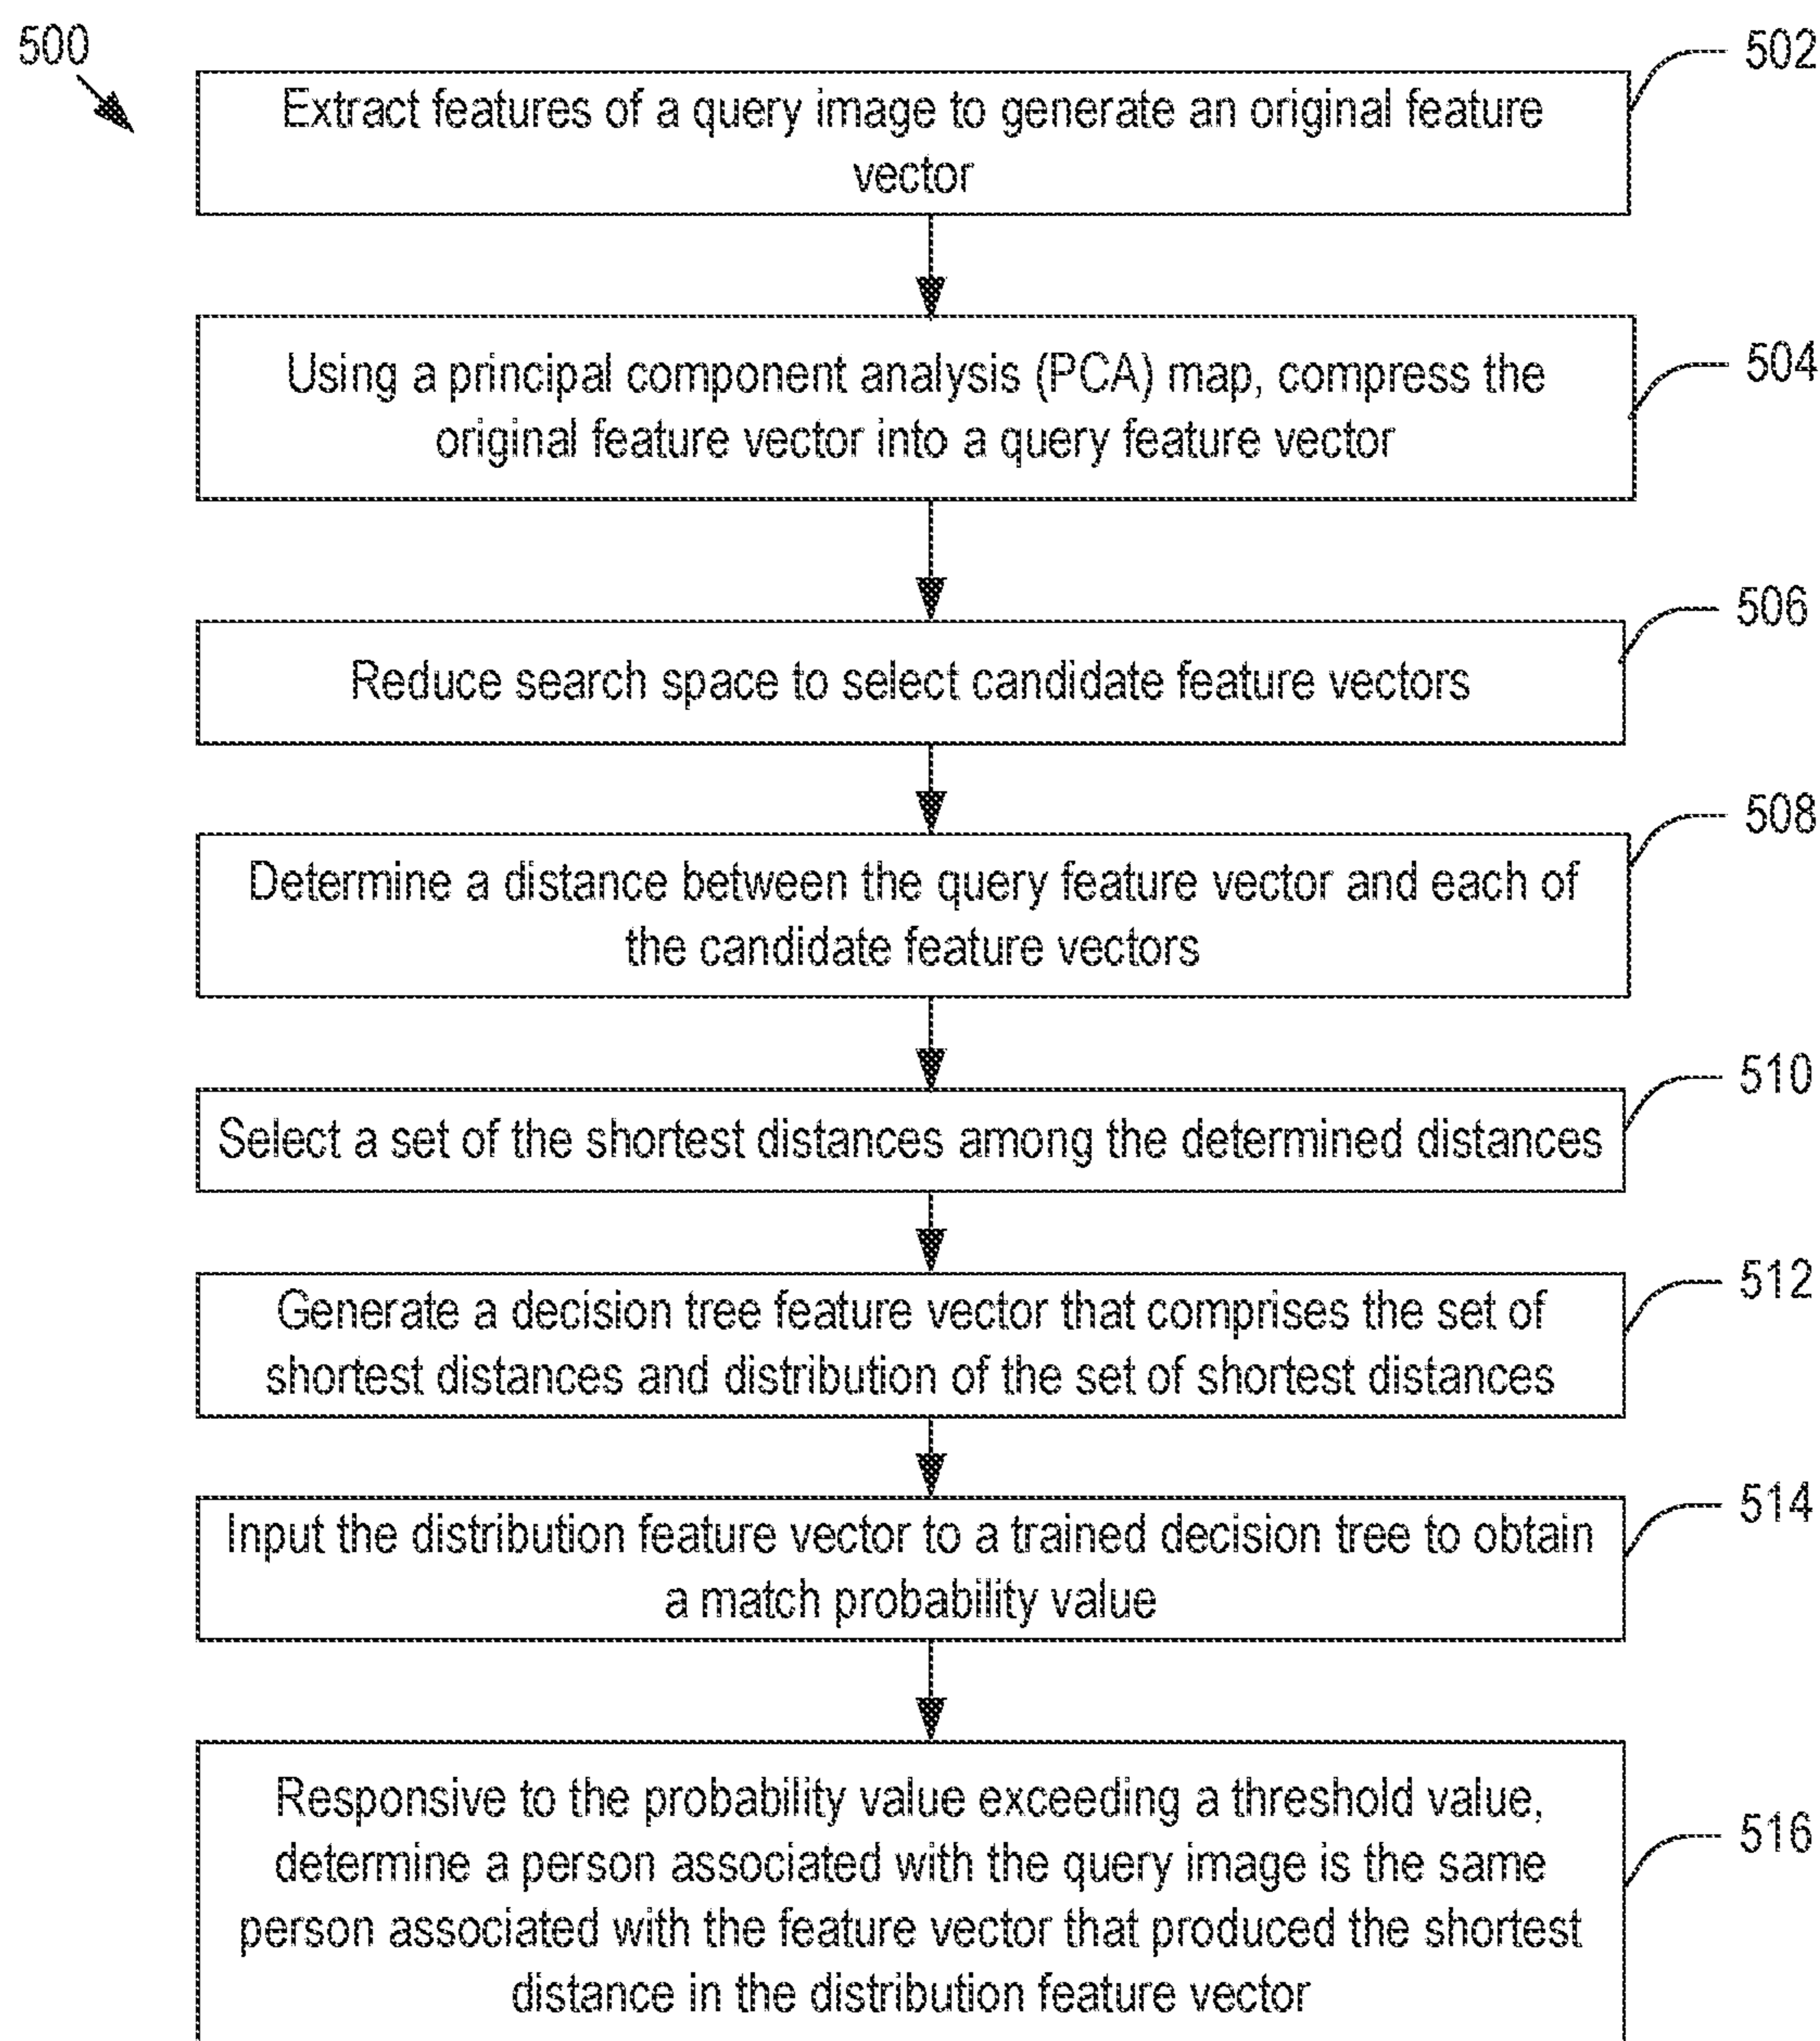 500
502
Extract features of a query image to generate an original feature
vector
504
Using a principal component analysis (PCA) map, compress the
original feature vector into a query feature vector
506
Reduce search space to select candidate feature vectors
508
Determine a distance between the query feature vector and each of
the candidate feature vectors
510
Select a set of the shortest distances among the determined distances
512
Generate a decision tree feature vector that comprises the set of
shortest distances and distribution of the set of shortest distances
514
Input the distribution feature vector to a trained decision tree to obtain
a match probability value
Responsive to the probability value exceeding a threshold value,
516
determine a person associated with the query image is the same
person associated with the feature vector that produced the shortest
distance in the distribution feature vector